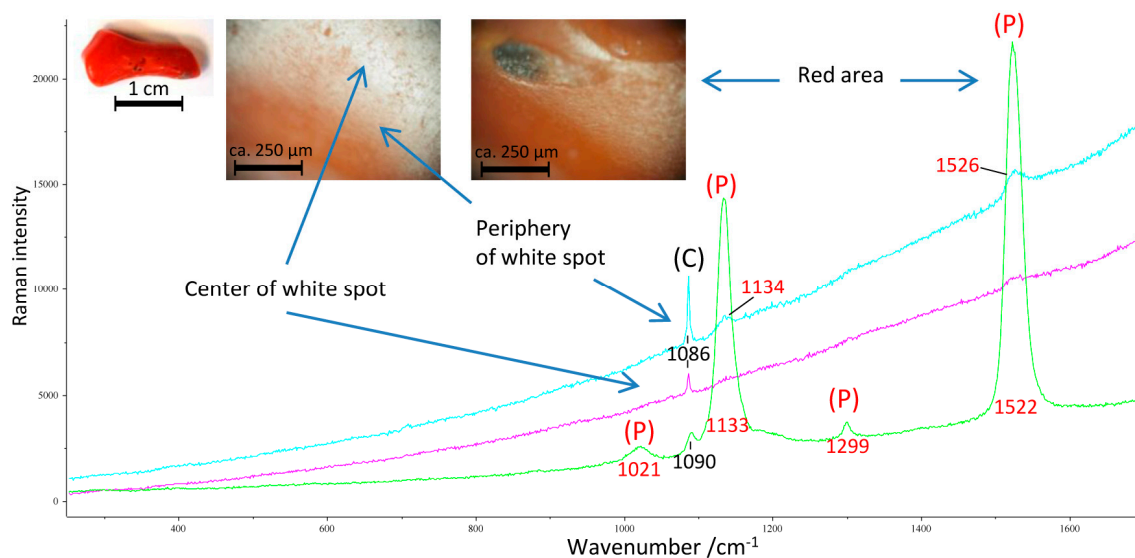 1 cm
ca. 250 µm
ca. 250 µm
Red area
(P)
(P)
1526
Periphery
of white spot
(C)
Center of white spot
1134
1086
(P)
(P)
1133
1299
1522
1021
1090
Raman intensity
20000
15000
10000
5000
0
400
600
800
1000
1200
1400
1600
Wavenumber /cm⁻¹